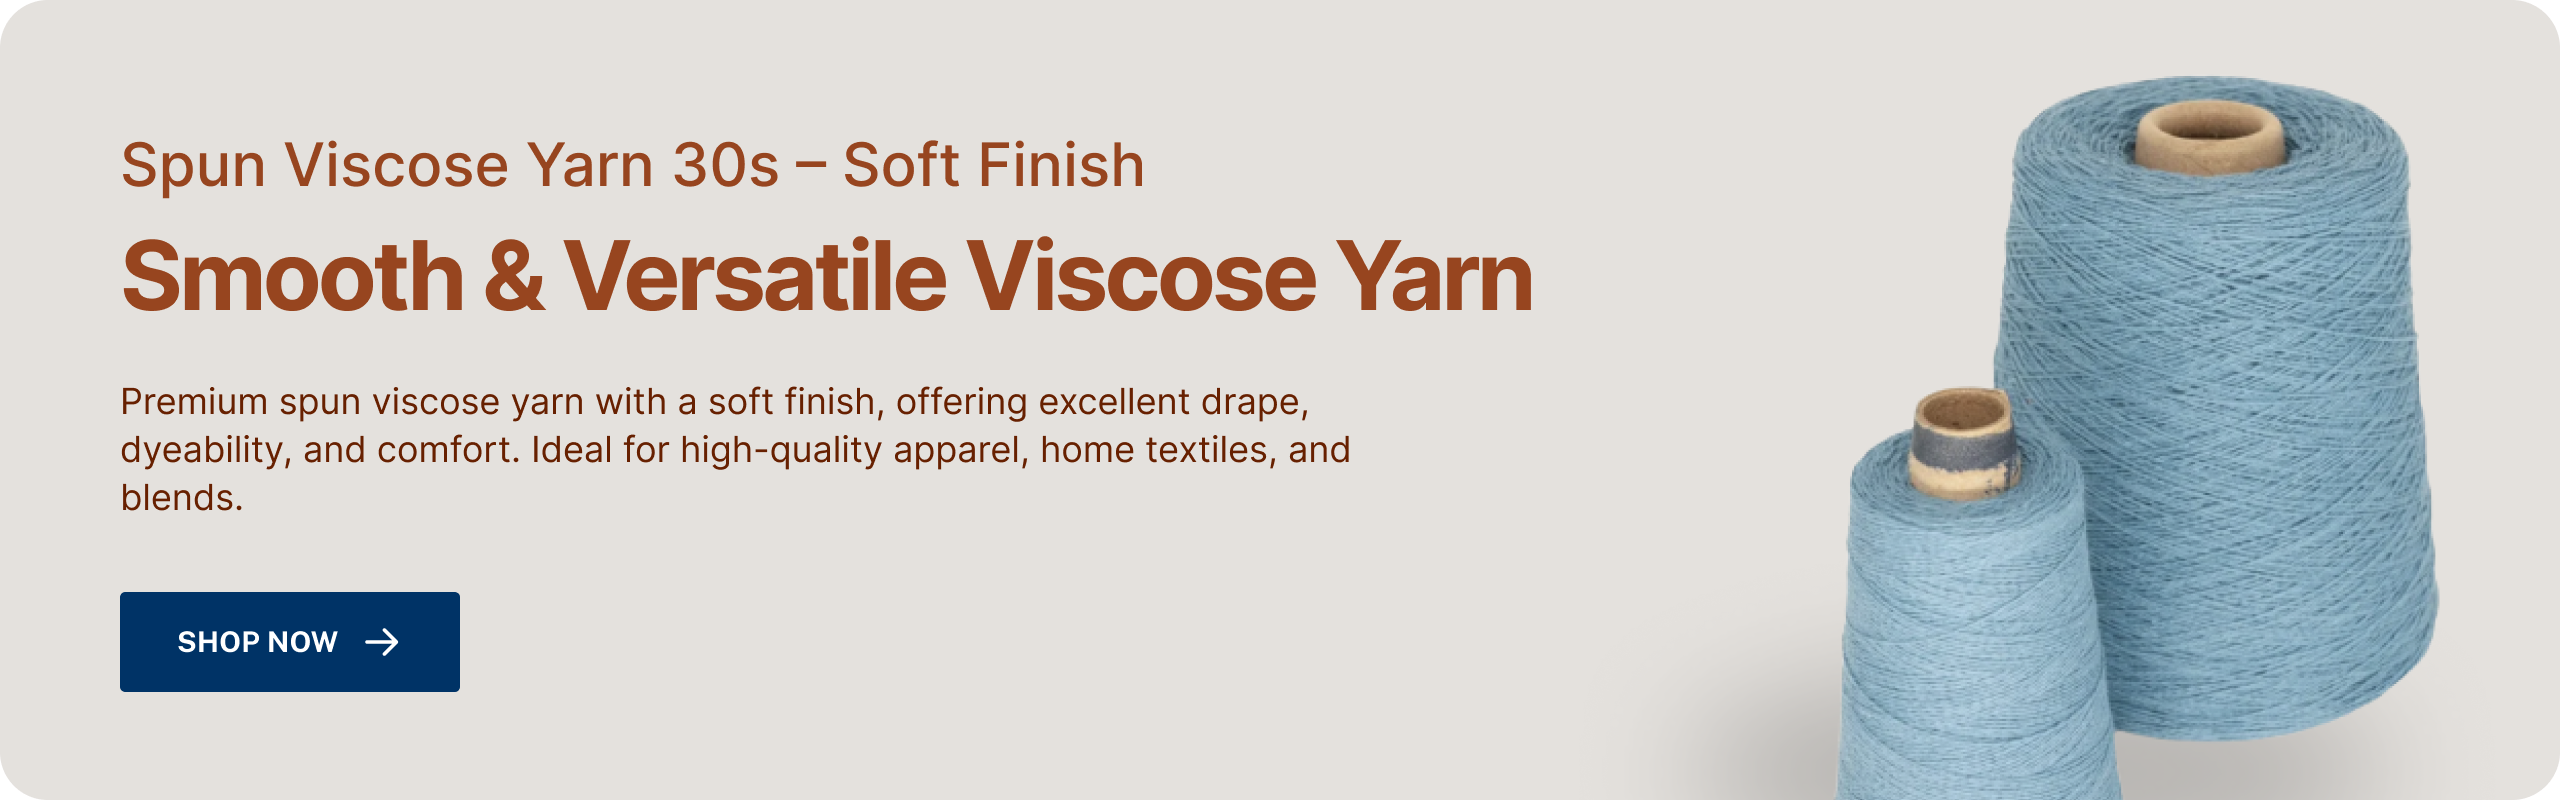 Spun Viscose Yarn 30s – Soft Finish
Smooth & Versatile Viscose Yarn
Premium spun viscose yarn with a soft finish, offering excellent drape,
dyeability, and comfort. Ideal for high-quality apparel, home textiles, and
blends.
SHOP NOW